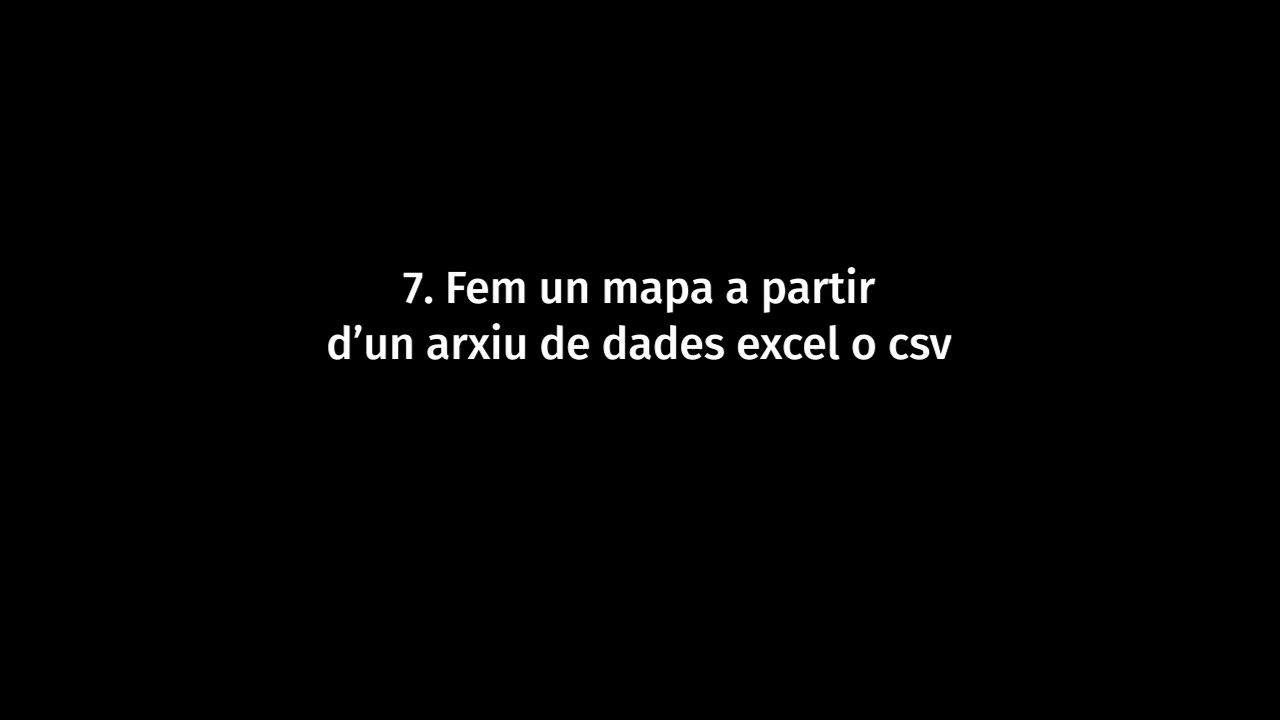 7. Fem un mapa a partir
d’un arxiu de dades excel o csv